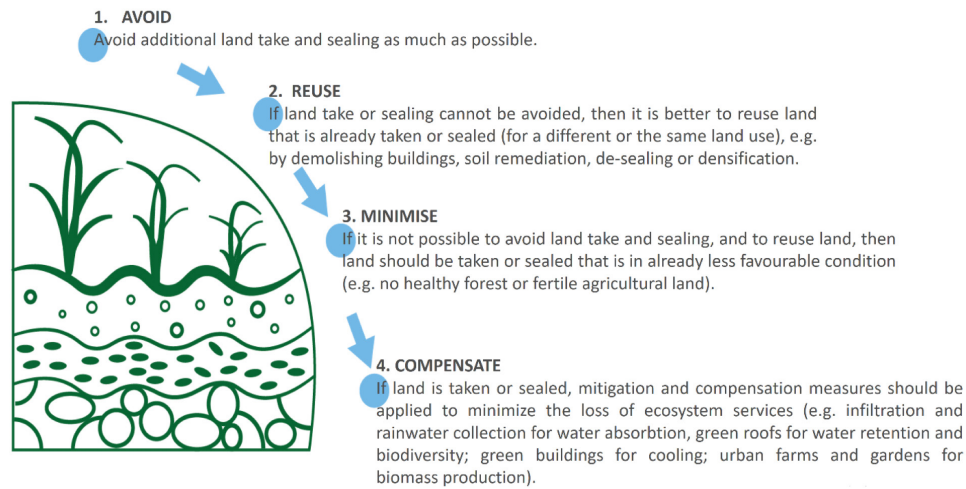 1. AVOID
Avoid additional land take and sealing as much as possible.
2. REUSE
If land take or sealing cannot be avoided, then it is better to reuse land
that is already taken or sealed (for a different or the same land use), e.g.
by demolishing buildings, soil remediation, de-sealing or densification.
3. MINIMISE
If it is not possible to avoid land take and sealing, and to reuse land, then
land should be taken or sealed that is in already less favourable condition
(e.g. no healthy forest or fertile agricultural land).
4. COMPENSATE
If land is taken or sealed, mitigation and compensation measures should be
applied to minimize the loss of ecosystem services (e.g. infiltration and
rainwater collection for water absorbtion, green roofs for water retention and
biodiversity; green buildings for cooling; urban farms and gardens for
biomass production).